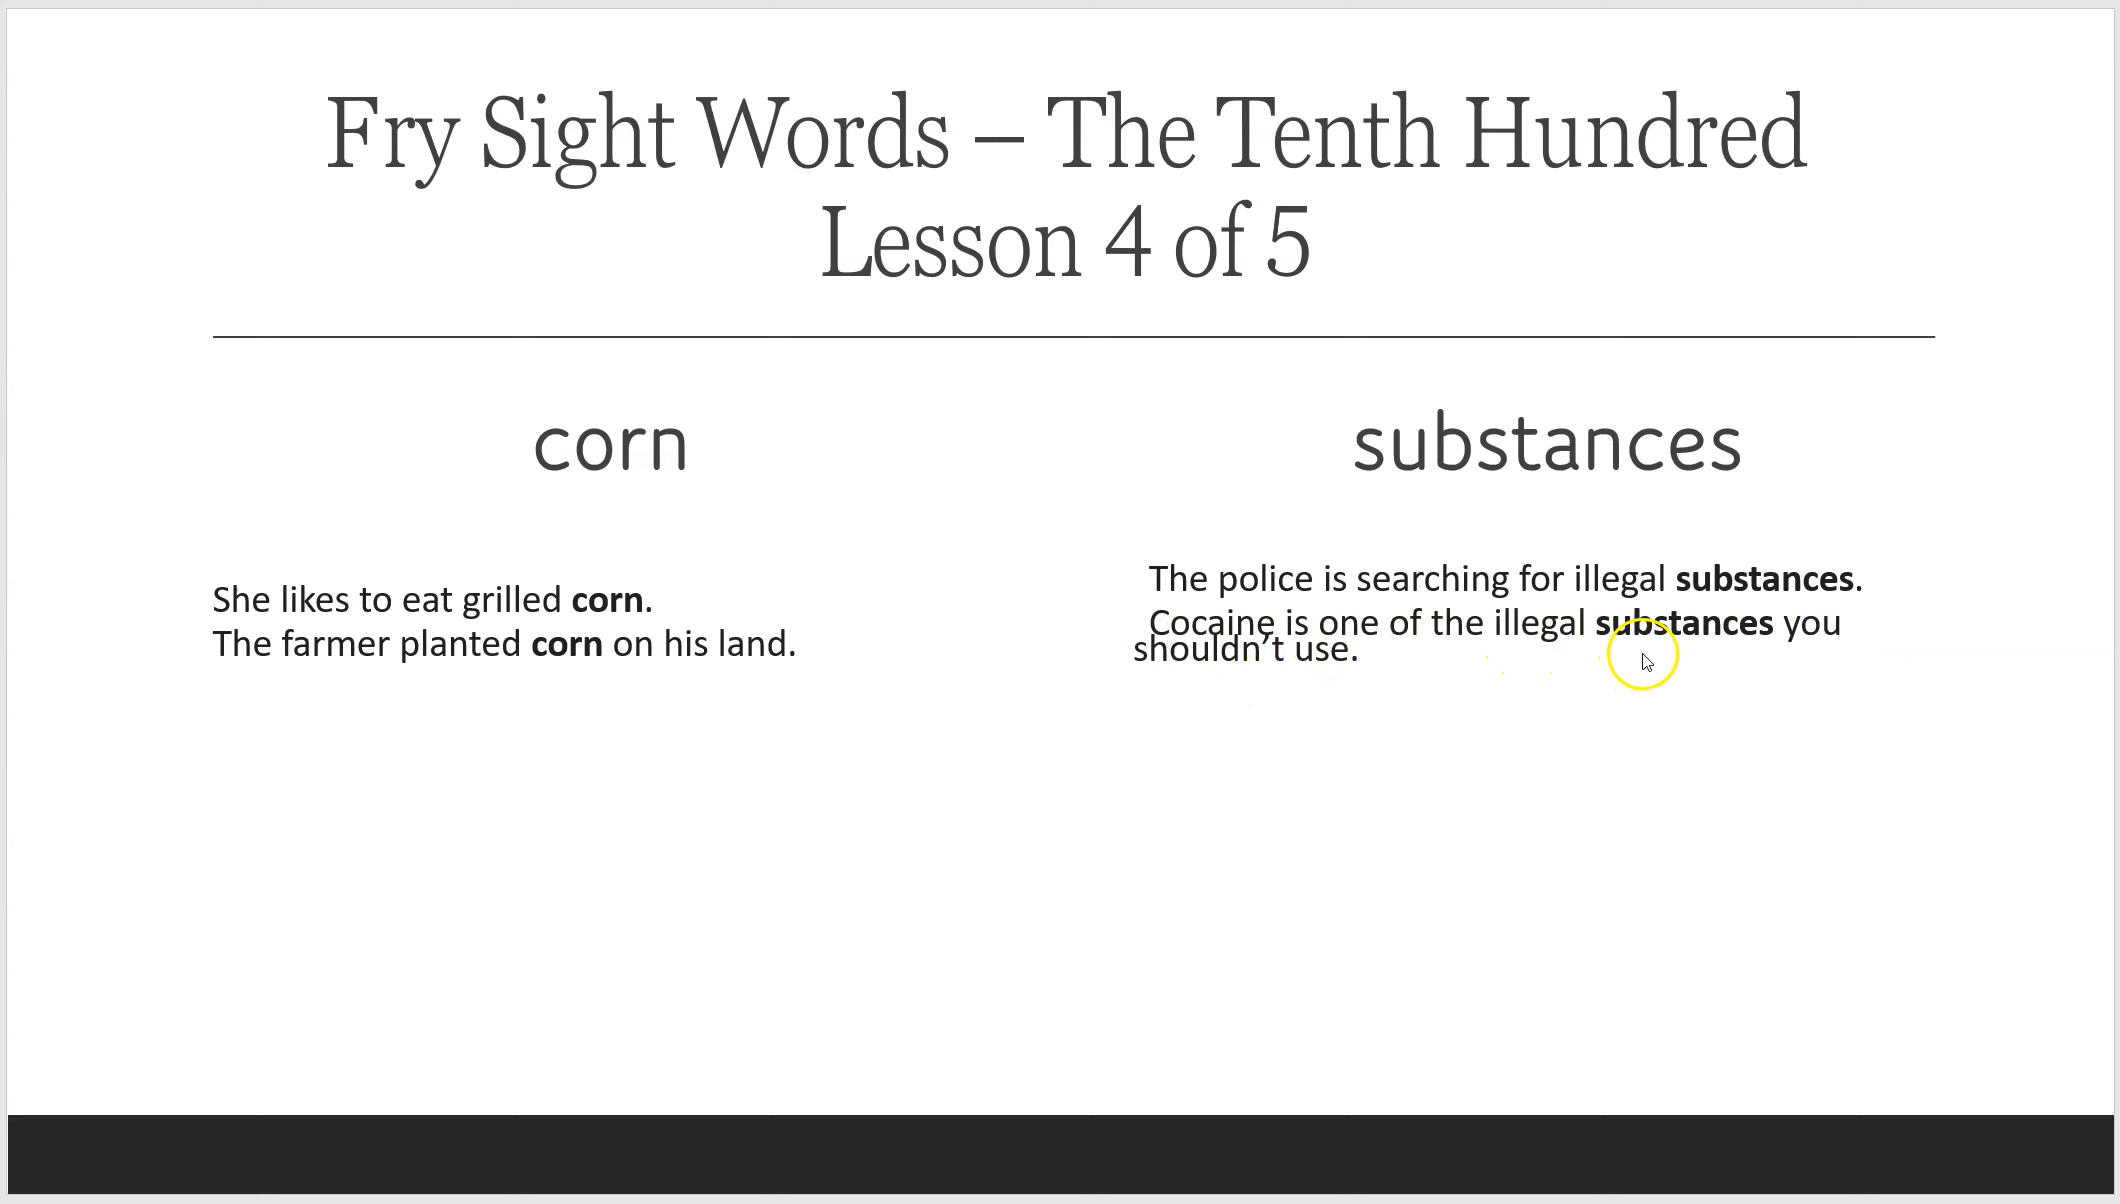 Fry Sight Words – The Tenth Hundred
Lesson 4 of 5
corn
She likes to eat grilled corn.
The farmer planted corn on his land.
substances
The police is searching for illegal substances.
Cocaine is one of the illegal substances you
shouldn’t use.